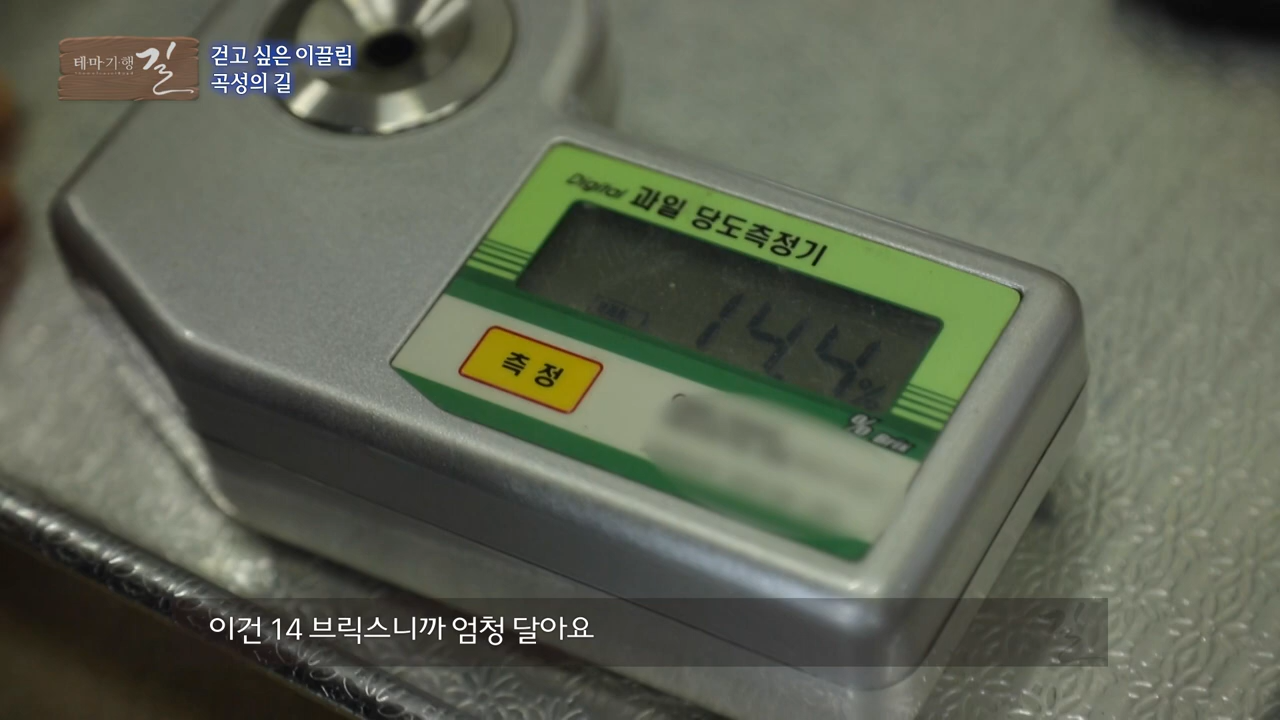 테마기행 길
걷고 싶은 이끌림
곡성의 길
Digital 과일 당도측정기
14.4%
측정
% Brix
이건 14 브릭스니까 엄청 달아요